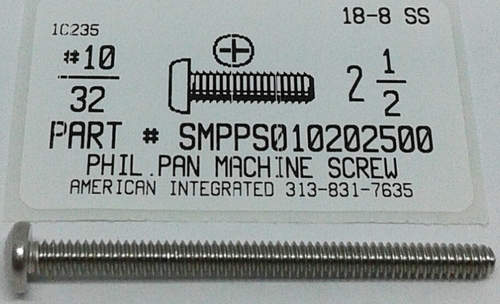 18-8 SS
1C235
#10
32
2 1/2
PART # SMPPS010202500
PHIL.PAN MACHINE SCREW
AMERICAN INTEGRATED 313-831-7635